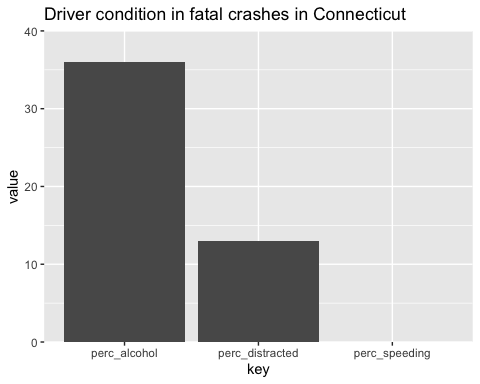 Driver condition in fatal crashes in Connecticut
40
30
20
10
0
value
perc_alcohol
perc_distracted
perc_speeding
key